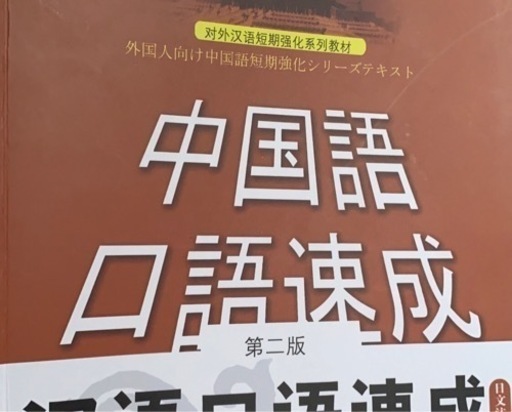 对外汉语短期强化系列教材
外国人向け中国語短期強化シリーズテキスト
中国語
口語速成
第二版
汉语口语速成
日文